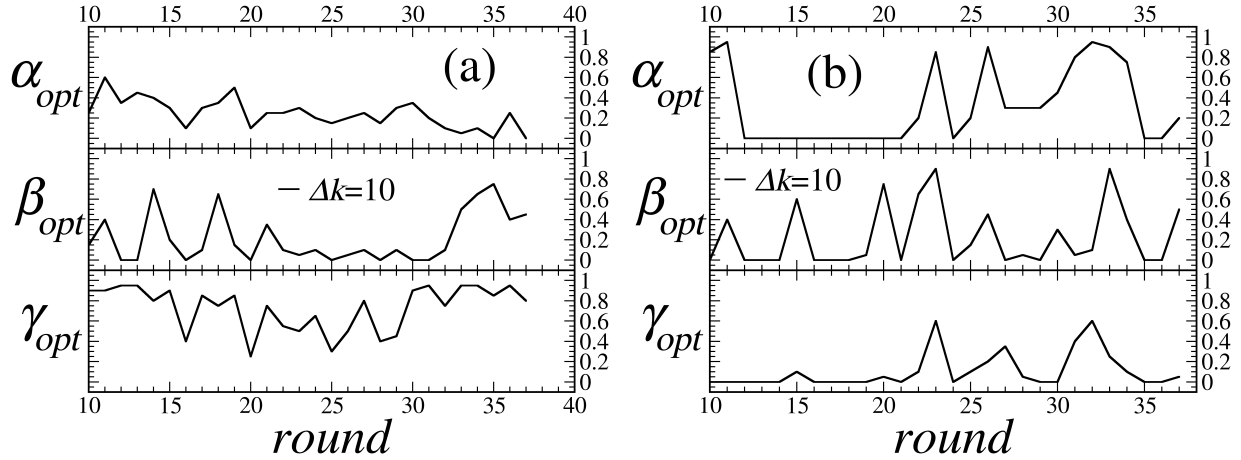 10 15 20 25 30 35 40 10 15 20 25 30 35
(a) (b)
α_opt 1 0.8 0.6 0.4 0.2 0 α_opt 1 0.8 0.6 0.4 0.2 0
β_opt Δk=10 1 0.8 0.6 0.4 0.2 0 β_opt Δk=10 1 0.8 0.6 0.4 0.2 0
γ_opt 1 0.8 0.6 0.4 0.2 0 γ_opt 1 0.8 0.6 0.4 0.2 0
10 15 20 25 30 35 40 10 15 20 25 30 35
round round